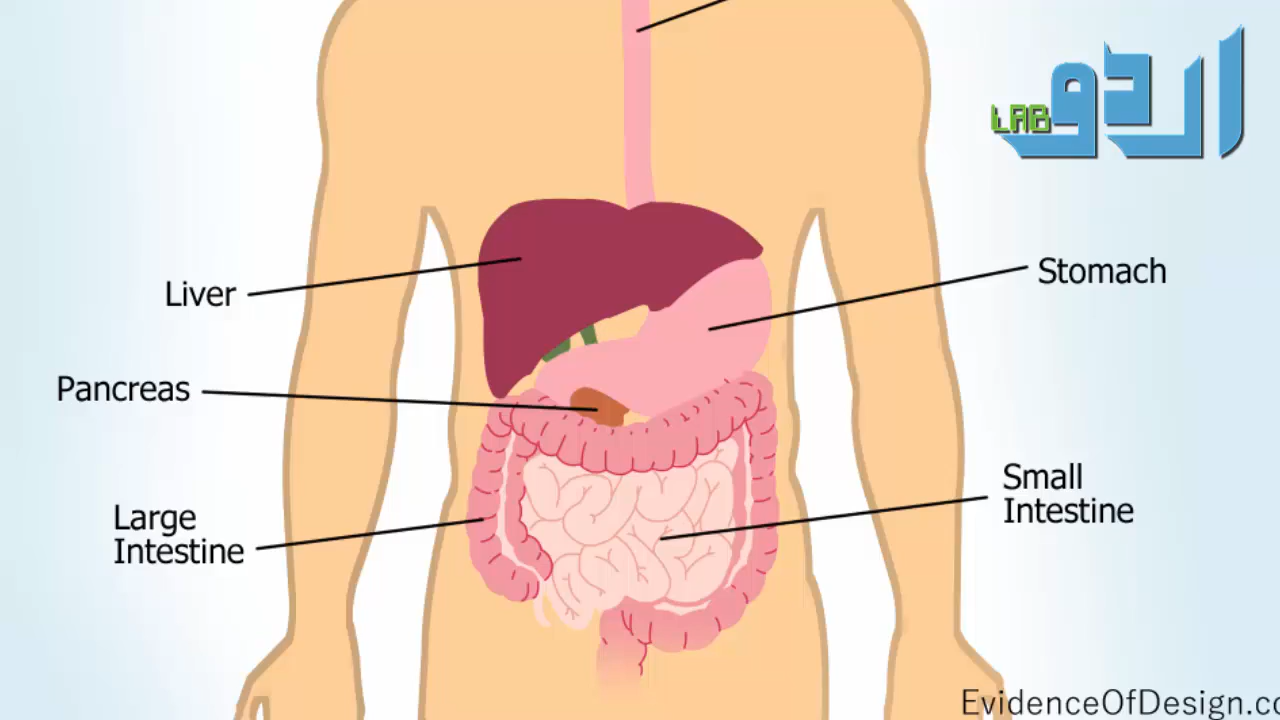 اردو
LAB
Liver
Stomach
Pancreas
Small
Intestine
Large
Intestine
EvidenceOfDesign.co